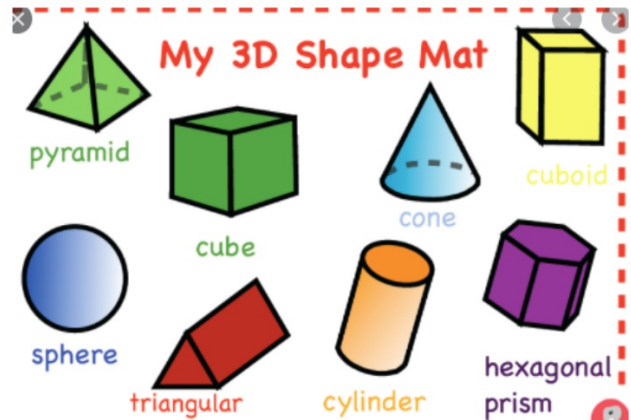 My 3D Shape Mat
pyramid
cube
cone
cuboid
sphere
triangular
cylinder
hexagonal
prism